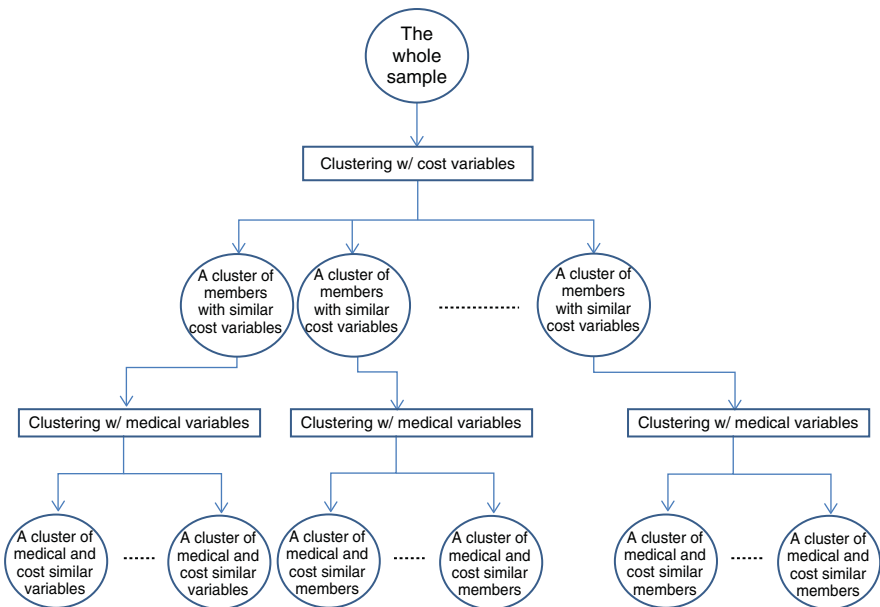 The
whole
sample
Clustering w/ cost variables
A cluster of
members
with similar
cost variables
A cluster of
members
with similar
cost variables
A cluster of
members
with similar
cost variables
Clustering w/ medical variables
Clustering w/ medical variables
Clustering w/ medical variables
A cluster of
medical and
cost similar
variables
A cluster of
medical and
cost similar
variables
A cluster of
medical and
cost similar
members
A cluster of
medical and
cost similar
members
A cluster of
medical and
cost similar
members
A cluster of
medical and
cost similar
members